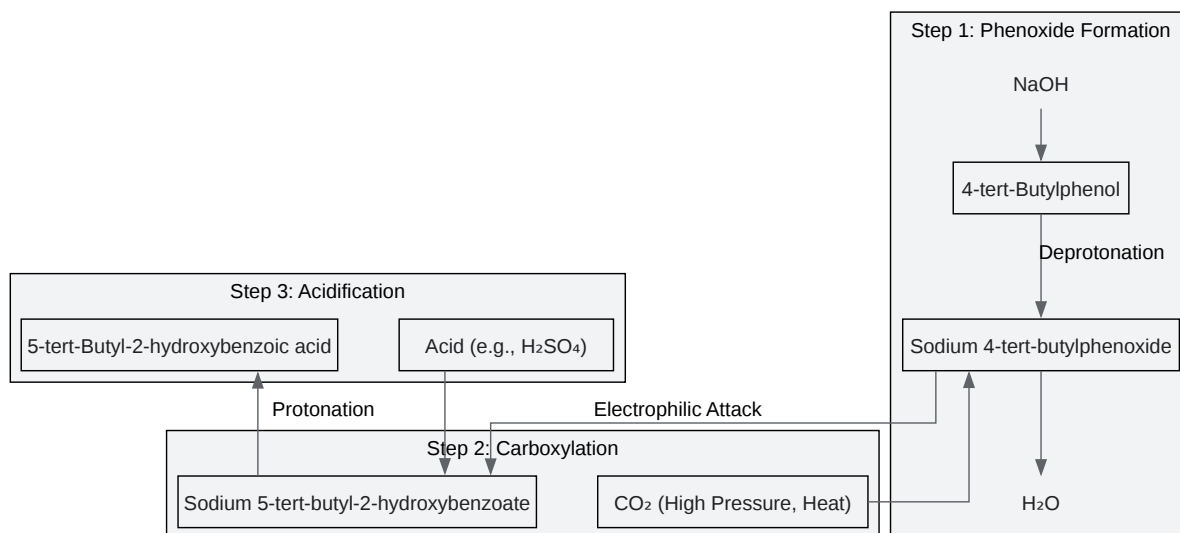 Step 1: Phenoxide Formation
NaOH
4-tert-Butylphenol
Deprotonation
Step 3: Acidification
5-tert-Butyl-2-hydroxybenzoic acid
Acid (e.g., H₂SO₄)
Sodium 4-tert-butylphenoxide
Protonation
Electrophilic Attack
Step 2: Carboxylation
Sodium 5-tert-butyl-2-hydroxybenzoate
CO₂ (High Pressure, Heat)
H₂O